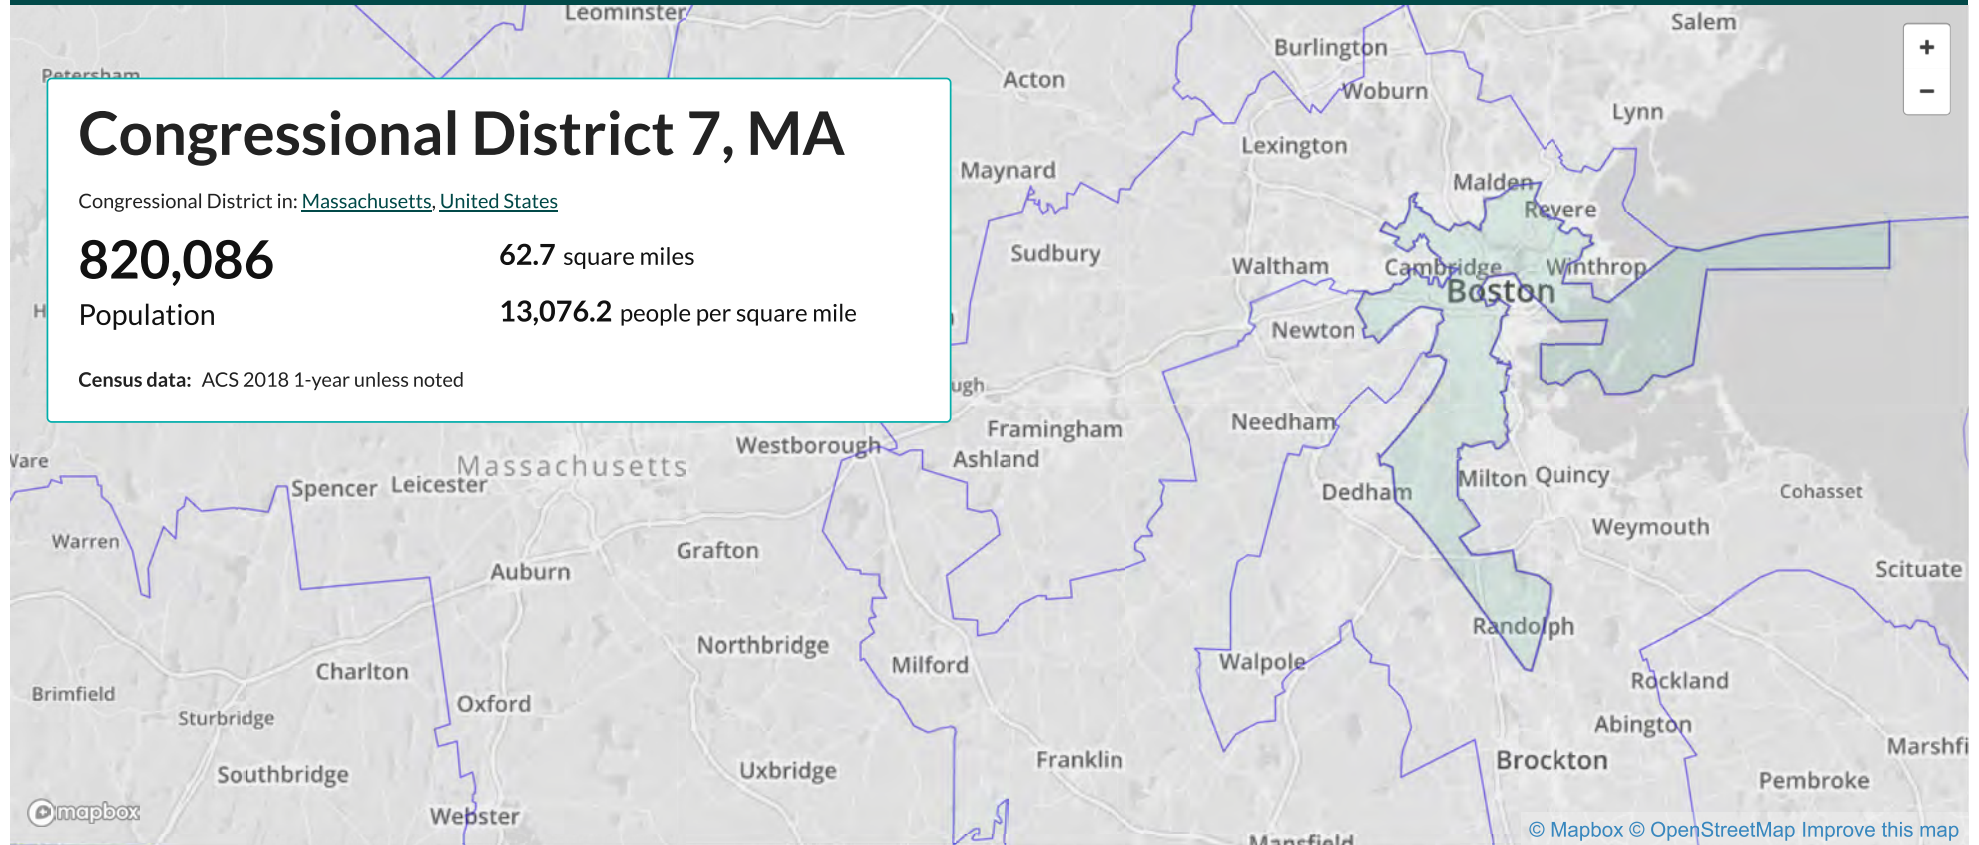 Leominster
Salem
Burlington
Petersham
Acton
Woburn
Lynn
Congressional District 7, MA
Lexington
Maynard
Malden
Congressional District in: Massachusetts, United States
Revere
820,086
62.7 square miles
Sudbury
Waltham
Cambridge
Winthrop
Boston
Population
13,076.2 people per square mile
Newton
Census data: ACS 2018 1-year unless noted
ugh
Needham
Framingham
Westborough
Ashland
Ware
Massachusetts
Spencer
Leicester
Milton
Quincy
Dedham
Cohasset
Warren
Weymouth
Grafton
Auburn
Scituate
Randolph
Northbridge
Milford
Walpole
Charlton
Rockland
Brimfield
Oxford
Sturbridge
Abington
Marshfi
Franklin
Brockton
Southbridge
Uxbridge
Pembroke
mapbox
Webster
© Mapbox © OpenStreetMap Improve this map
Mansfield